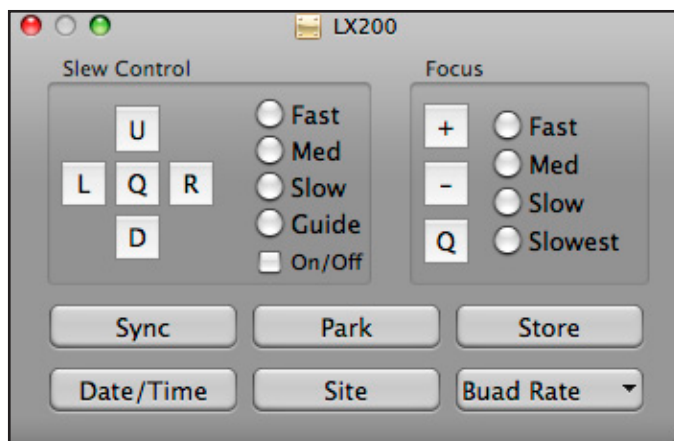 LX200
Slew Control
U
L Q R
D
Fast
Med
Slow
Guide
On/Off
Focus
+
-
Q
Fast
Med
Slow
Slowest
Sync Park Store
Date/Time Site Buad Rate